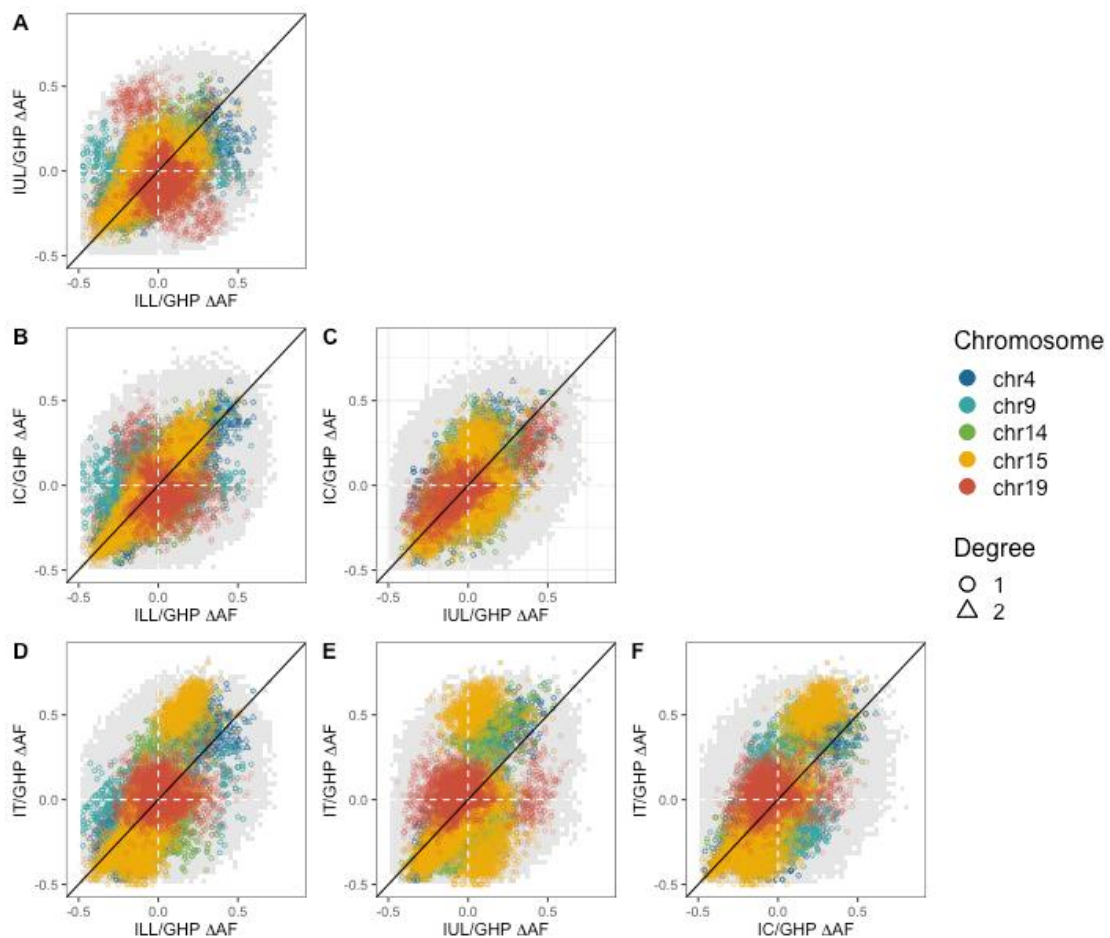 A
0.5
0.0
-0.5
IUL/GHP ΔAF
-0.5 0.0 0.5
ILL/GHP ΔAF
B
0.5
0.0
-0.5
IC/GHP ΔAF
-0.5 0.0 0.5
ILL/GHP ΔAF
C
0.5
0.0
-0.5
IC/GHP ΔAF
-0.5 0.0 0.5
IUL/GHP ΔAF
Chromosome
chr4
chr9
chr14
chr15
chr19
Degree
1
2
D
0.5
0.0
-0.5
IT/GHP ΔAF
-0.5 0.0 0.5
ILL/GHP ΔAF
E
0.5
0.0
-0.5
IT/GHP ΔAF
-0.5 0.0 0.5
IUL/GHP ΔAF
F
0.5
0.0
-0.5
IT/GHP ΔAF
-0.5 0.0 0.5
IC/GHP ΔAF